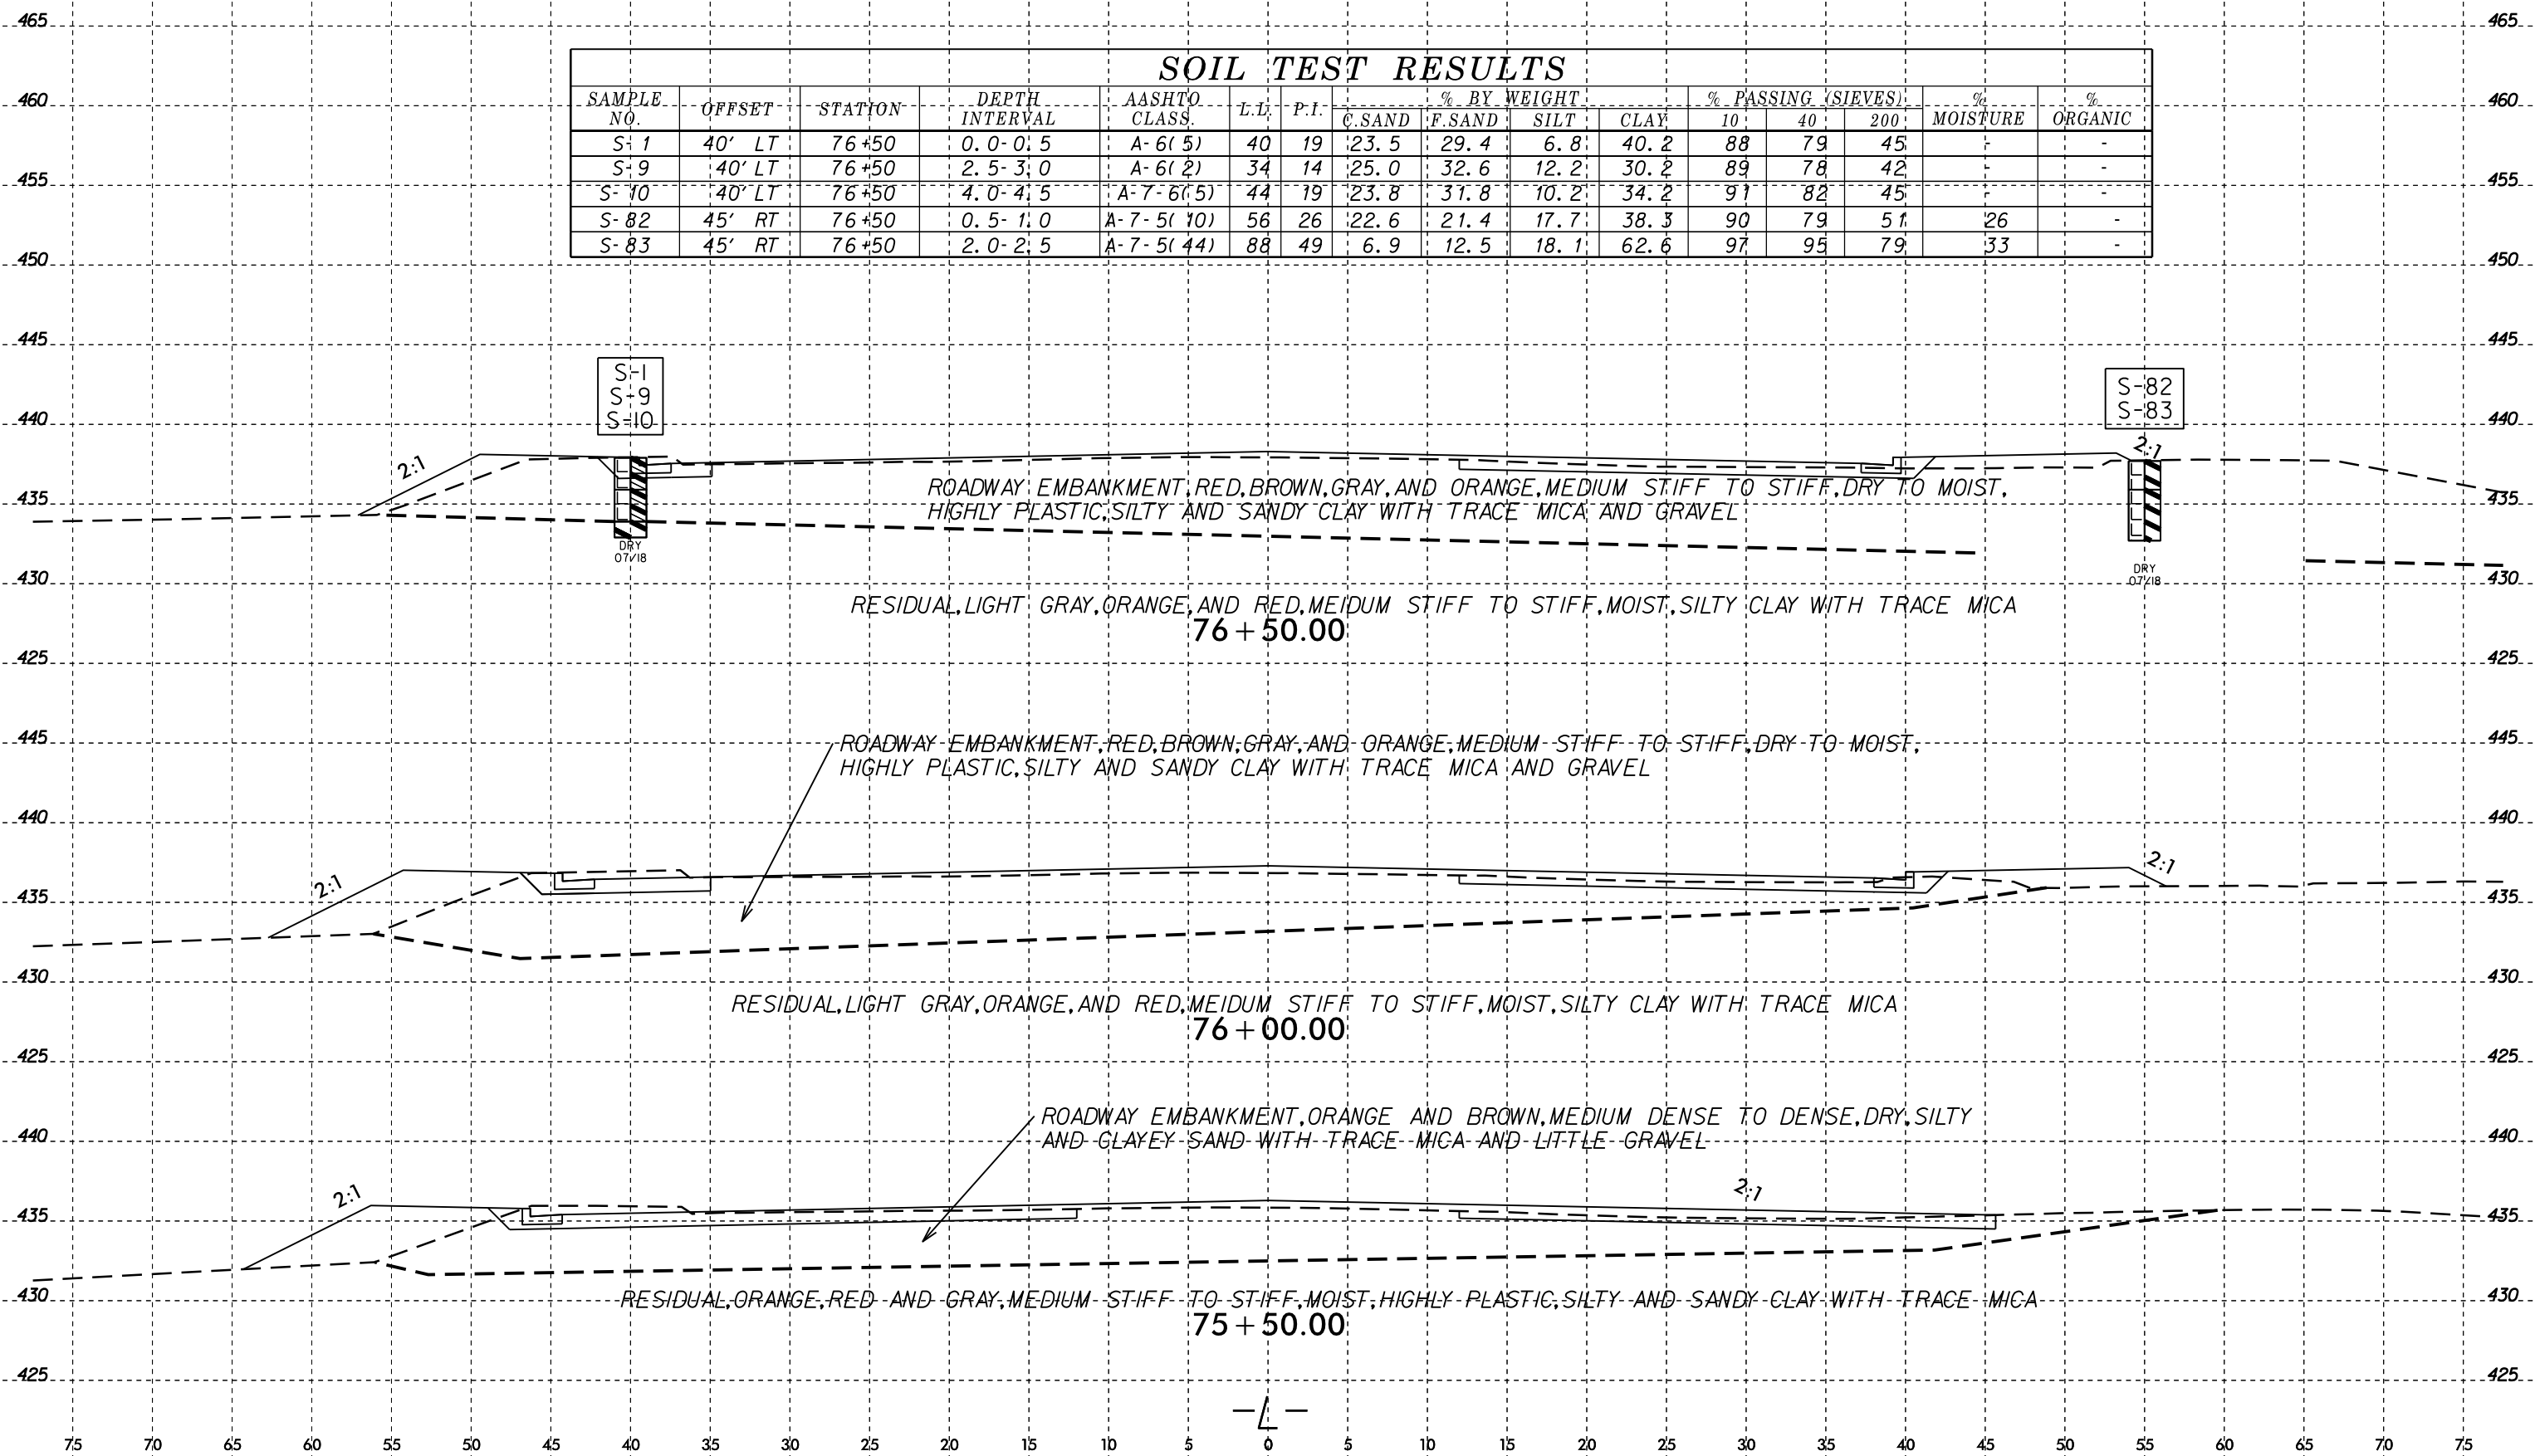 465 465
SOIL TEST RESULTS
SAMPLE NO. OFFSET STATION DEPTH INTERVAL AASHTO CLASS. L.L. P.I. % BY WEIGHT % PASSING (SIEVES) % MOISTURE % ORGANIC
C.SAND F.SAND SILT CLAY 10 40 200
460 460
S-1 40' LT 76+50 0.0-0.5 A-6(5) 40 19 23.5 29.4 6.8 40.2 88 79 45 - -
S-9 40' LT 76+50 2.5-3.0 A-6(2) 34 14 25.0 32.6 12.2 30.2 89 78 42 - -
455 455
S-10 40' LT 76+50 4.0-4.5 A-7-6(5) 44 19 23.8 31.8 10.2 34.2 91 82 45 - -
S-82 45' RT 76+50 0.5-1.0 A-7-5(10) 56 26 22.6 21.4 17.7 38.3 90 79 51 26 -
S-83 45' RT 76+50 2.0-2.5 A-7-5(44) 88 49 6.9 12.5 18.1 62.6 97 95 79 33 -
450 450
445 445
S-1
S-9
S-10
S-82
S-83
440 440
2:1
2:1
435 435
ROADWAY EMBANKMENT,RED,BROWN,GRAY,AND ORANGE,MEDIUM STIFF TO STIFF,DRY TO MOIST,
HIGHLY PLASTIC,SILTY AND SANDY CLAY WITH TRACE MICA AND GRAVEL
DRY
07/18
DRY
07/18
430 430
RESIDUAL,LIGHT GRAY,ORANGE,AND RED,MEIDUM STIFF TO STIFF,MOIST,SILTY CLAY WITH TRACE MICA
76+50.00
425 425
445 445
ROADWAY EMBANKMENT,RED,BROWN,GRAY,AND ORANGE,MEDIUM STIFF TO STIFF,DRY TO MOIST,
HIGHLY PLASTIC,SILTY AND SANDY CLAY WITH TRACE MICA AND GRAVEL
440 440
2:1
2:1
435 435
430 430
RESIDUAL,LIGHT GRAY,ORANGE,AND RED,MEIDUM STIFF TO STIFF,MOIST,SILTY CLAY WITH TRACE MICA
76+00.00
425 425
ROADWAY EMBANKMENT,ORANGE AND BROWN,MEDIUM DENSE TO DENSE,DRY,SILTY
AND CLAYEY SAND WITH TRACE MICA AND LITTLE GRAVEL
440 440
2:1
2:1
435 435
430 430
RESIDUAL,ORANGE,RED AND GRAY,MEDIUM STIFF TO STIFF,MOIST,HIGHLY PLASTIC,SILTY AND SANDY CLAY WITH TRACE MICA
75+50.00
425 425
-L-
75 70 65 60 55 50 45 40 35 30 25 20 15 10 5 0 5 10 15 20 25 30 35 40 45 50 55 60 65 70 75